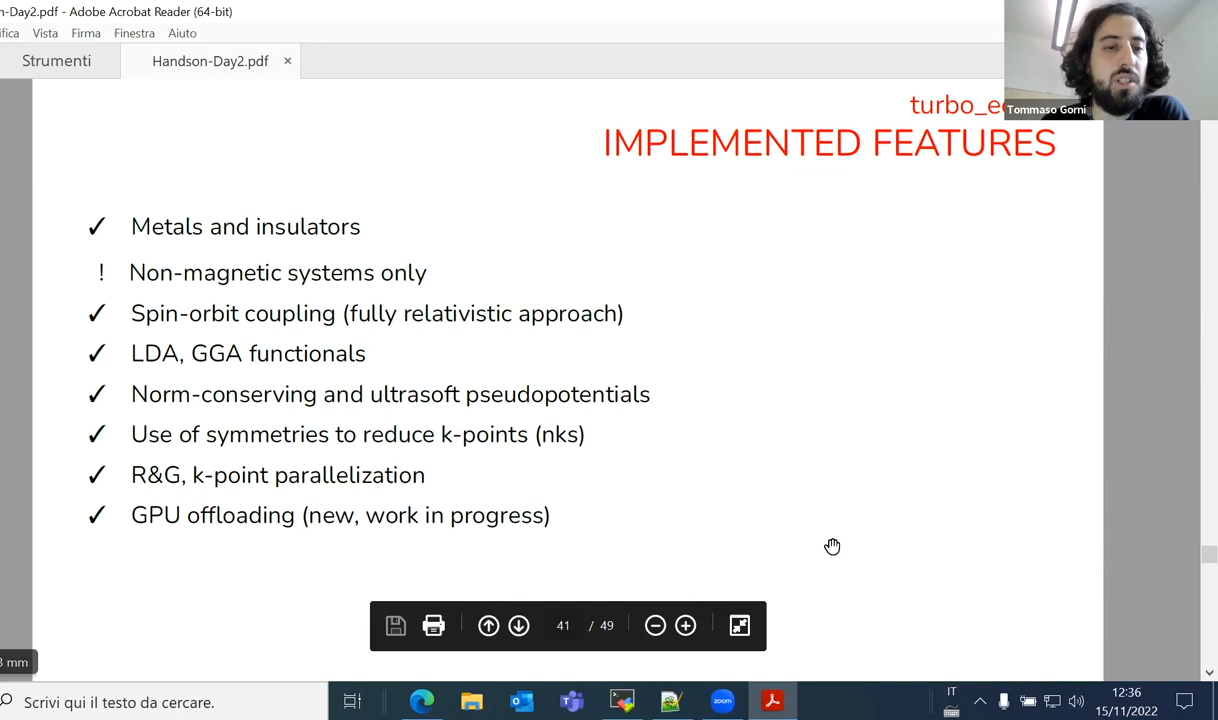 n-Day2.pdf - Adobe Acrobat Reader (64-bit)
ifica Vista Firma Finestra Aiuto
Strumenti Handson-Day2.pdf ×
turbo_e
Tommaso Gorni
IMPLEMENTED FEATURES
✓ Metals and insulators
! Non-magnetic systems only
✓ Spin-orbit coupling (fully relativistic approach)
✓ LDA, GGA functionals
✓ Norm-conserving and ultrasoft pseudopotentials
✓ Use of symmetries to reduce k-points (nks)
✓ R&G, k-point parallelization
✓ GPU offloading (new, work in progress)
41 / 49
3 mm
Scrivi qui il testo da cercare.
zoom
IT
12:36
15/11/2022